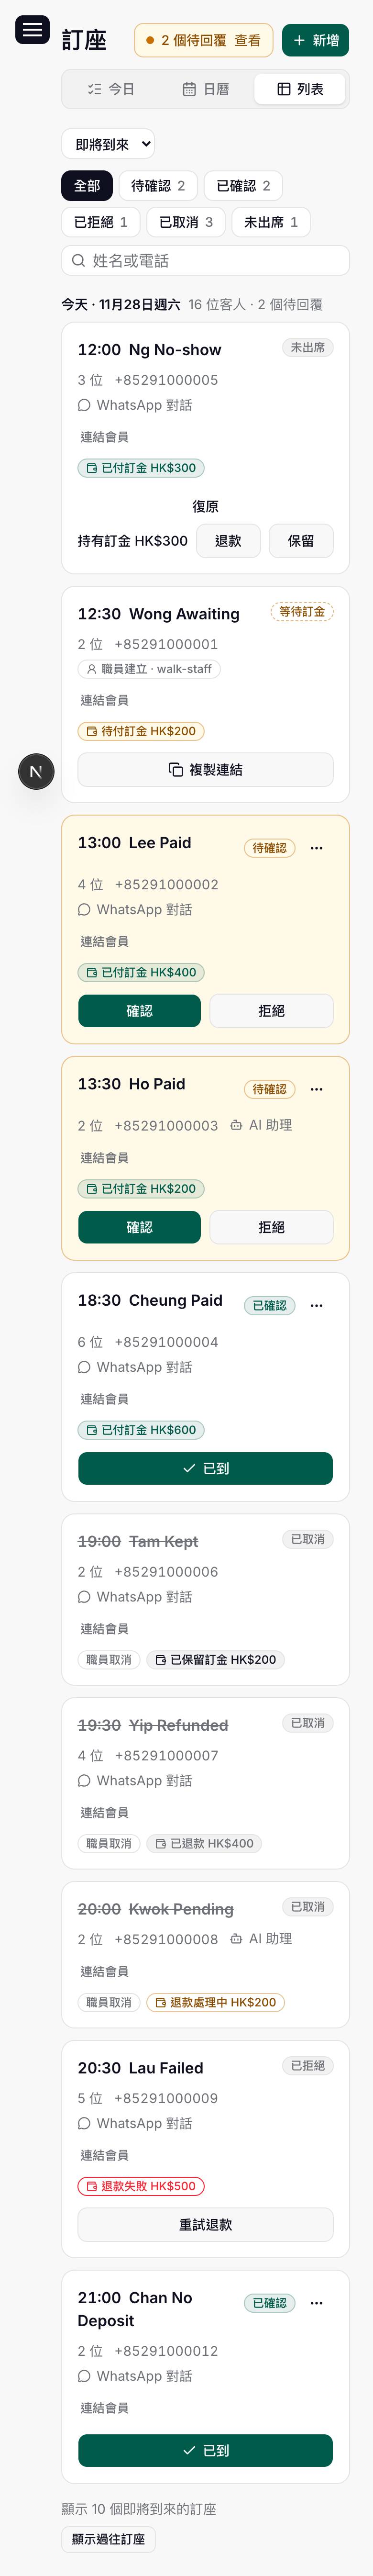 訂座
2 個待回覆 查看
新增
今日 日曆 列表
即將到來
全部 待確認 2 已確認 2
已拒絕 1 已取消 3 未出席 1
姓名或電話
今天 · 11月28日週六 16 位客人 · 2 個待回覆
12:00 Ng No-show 未出席
3 位 +85291000005
WhatsApp 對話
連結會員
已付訂金 HK$300
復原
持有訂金 HK$300 退款 保留
12:30 Wong Awaiting 等待訂金
2 位 +85291000001
職員建立 · walk-staff
連結會員
待付訂金 HK$200
複製連結
N
13:00 Lee Paid 待確認
4 位 +85291000002
WhatsApp 對話
連結會員
已付訂金 HK$400
確認 拒絕
13:30 Ho Paid 待確認
2 位 +85291000003 AI 助理
連結會員
已付訂金 HK$200
確認 拒絕
18:30 Cheung Paid 已確認
6 位 +85291000004
WhatsApp 對話
連結會員
已付訂金 HK$600
已到
19:00 Tam Kept 已取消
2 位 +85291000006
WhatsApp 對話
連結會員
職員取消 已保留訂金 HK$200
19:30 Yip Refunded 已取消
4 位 +85291000007
WhatsApp 對話
連結會員
職員取消 已退款 HK$400
20:00 Kwok Pending 已取消
2 位 +85291000008 AI 助理
連結會員
職員取消 退款處理中 HK$200
20:30 Lau Failed 已拒絕
5 位 +85291000009
WhatsApp 對話
連結會員
退款失敗 HK$500
重試退款
21:00 Chan No
Deposit 已確認
2 位 +85291000012
WhatsApp 對話
連結會員
已到
顯示 10 個即將到來的訂座
顯示過往訂座